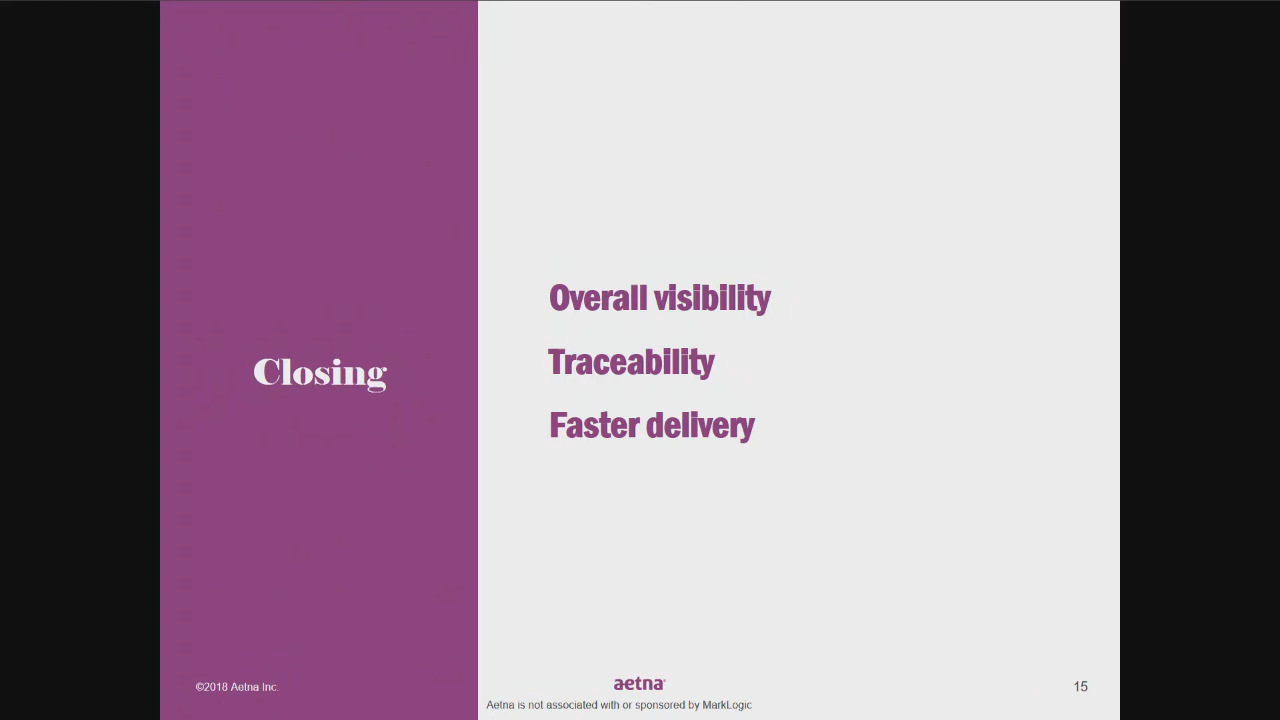 Closing
Overall visibility
Traceability
Faster delivery
©2018 Aetna Inc.
aetna®
15
Aetna is not associated with or sponsored by MarkLogic